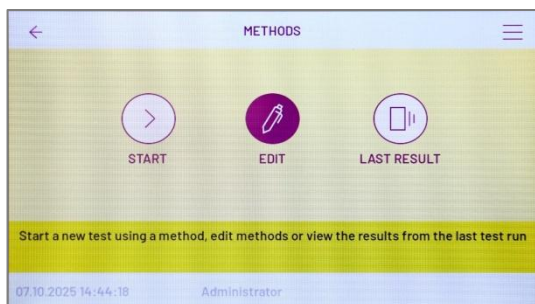 METHODS
START
EDIT
LAST RESULT
Start a new test using a method, edit methods or view the results from the last test run
07.10.2025 14:44:18
Administrator